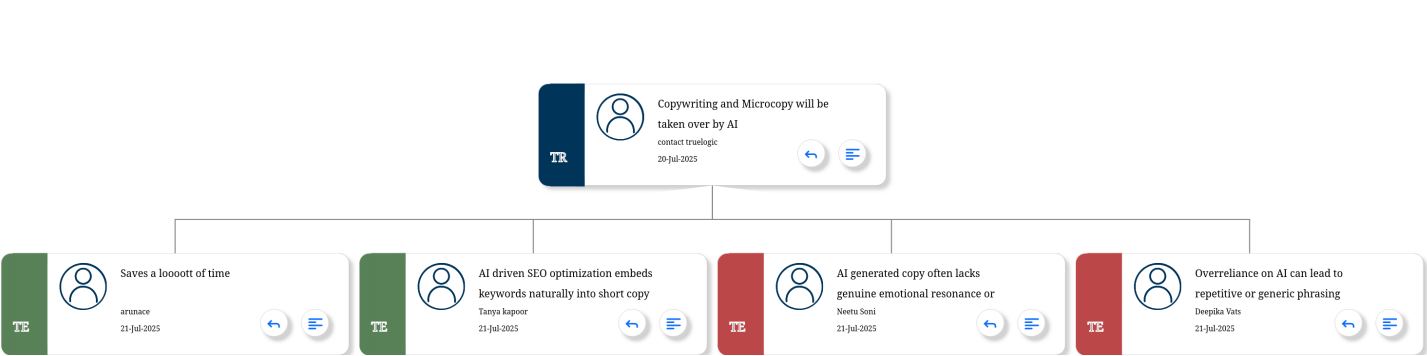 Copywriting and Microcopy will be
taken over by AI
contact truelogic
20-Jul-2025
TR
Saves a loooott of time
arunace
21-Jul-2025
TE
AI driven SEO optimization embeds
keywords naturally into short copy
Tanya kapoor
21-Jul-2025
TE
AI generated copy often lacks
genuine emotional resonance or
Neetu Soni
21-Jul-2025
TE
Overreliance on AI can lead to
repetitive or generic phrasing
Deepika Vats
21-Jul-2025
TE